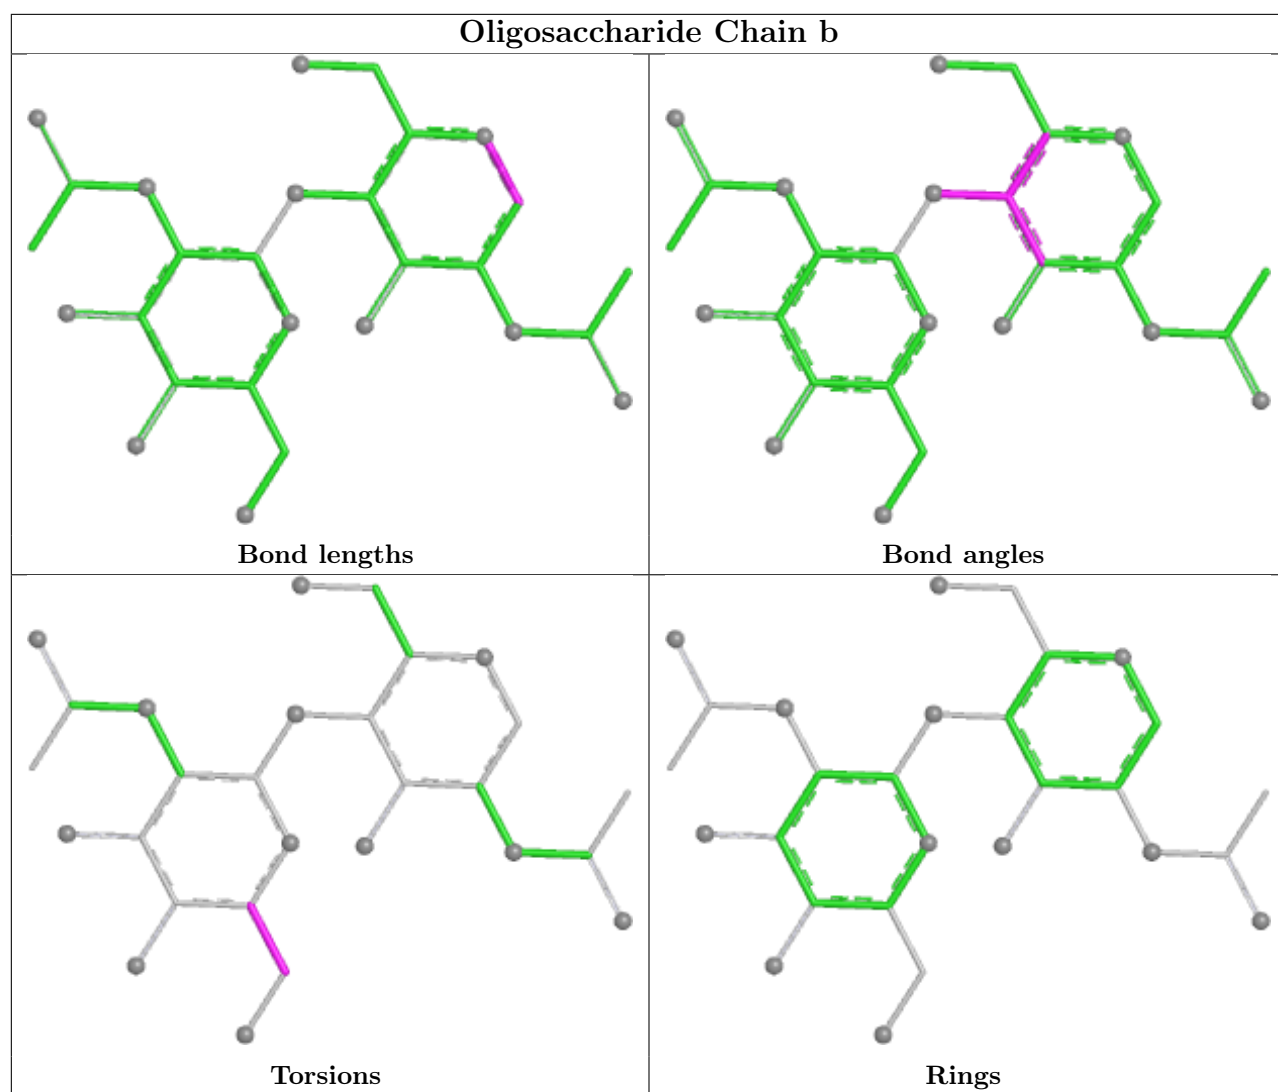 Oligosaccharide Chain b
Bond lengths
Bond angles
Torsions
Rings